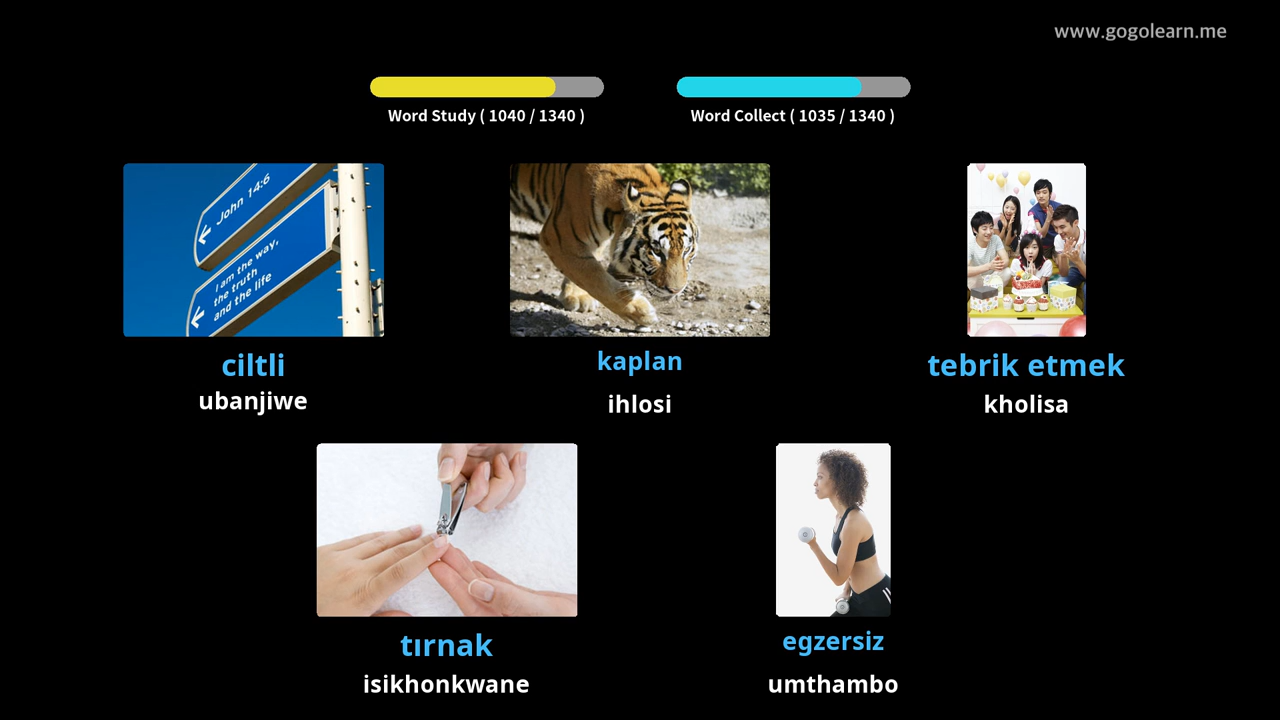 www.gogolearn.me
Word Study ( 1040 / 1340 )
Word Collect ( 1035 / 1340 )
John 14:6
I am the way,
the truth
and the life
ciltli
ubanjiwe
kaplan
ihlosi
tebrik etmek
kholisa
tırnak
isikhonkwane
egzersiz
umthambo